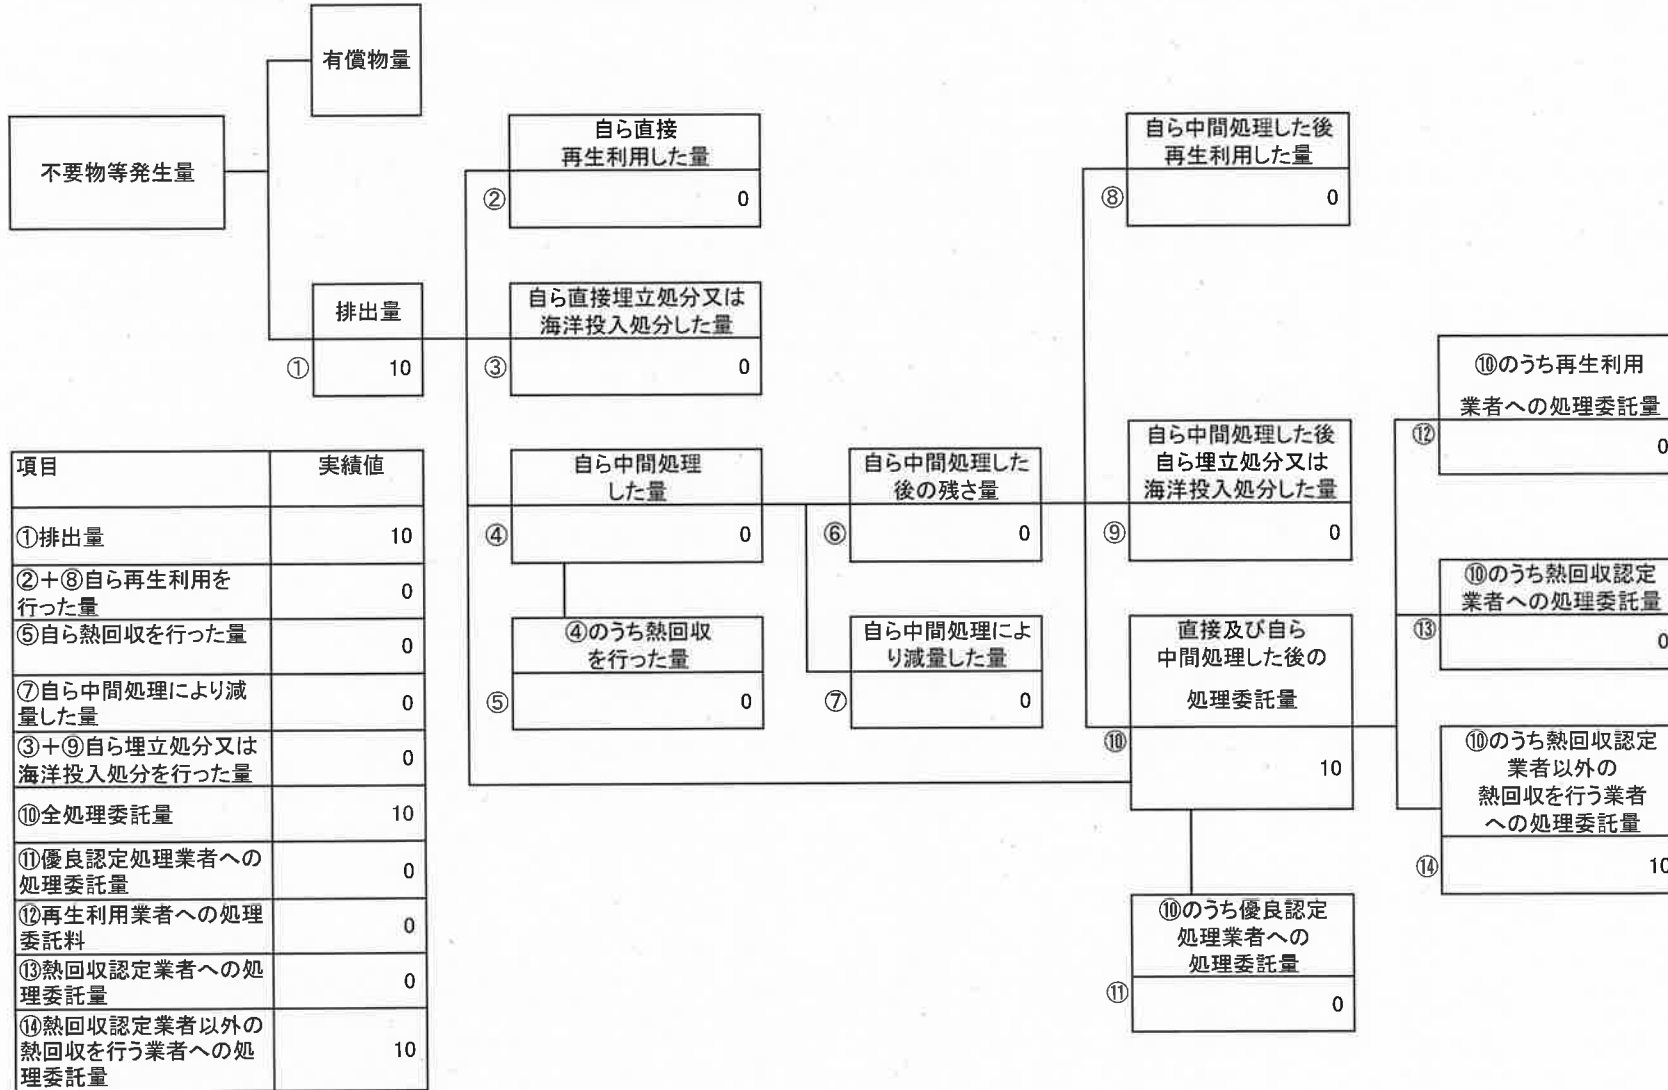 有償物量
不要物等発生量
排出量
①
10
自ら直接
再生利用した量
②
0
自ら直接埋立処分又は
海洋投入処分した量
③
0
自ら中間処理
した量
④
0
④のうち熱回収
を行った量
⑤
0
自ら中間処理した
後の残さ量
⑥
0
自ら中間処理によ
り減量した量
⑦
0
自ら中間処理した後
再生利用した量
⑧
0
自ら中間処理した後
自ら埋立処分又は
海洋投入処分した量
⑨
0
直接及び自ら
中間処理した後の
処理委託量
⑩
10
⑩のうち優良認定
処理業者への
処理委託量
⑪
0
⑩のうち再生利用
業者への処理委託量
⑫
0
⑩のうち熱回収認定
業者への処理委託量
⑬
0
⑩のうち熱回収認定
業者以外の
熱回収を行う業者
への処理委託量
⑭
10
項目 実績値
①排出量 10
②+⑧自ら再生利用を
行った量 0
⑤自ら熱回収を行った量 0
⑦自ら中間処理により減
量した量 0
③+⑨自ら埋立処分又は
海洋投入処分を行った量 0
⑩全処理委託量 10
⑪優良認定処理業者への
処理委託量 0
⑫再生利用業者への処理
委託料 0
⑬熱回収認定業者への処
理委託量 0
⑭熱回収認定業者以外の
熱回収を行う業者への処
理委託量 10